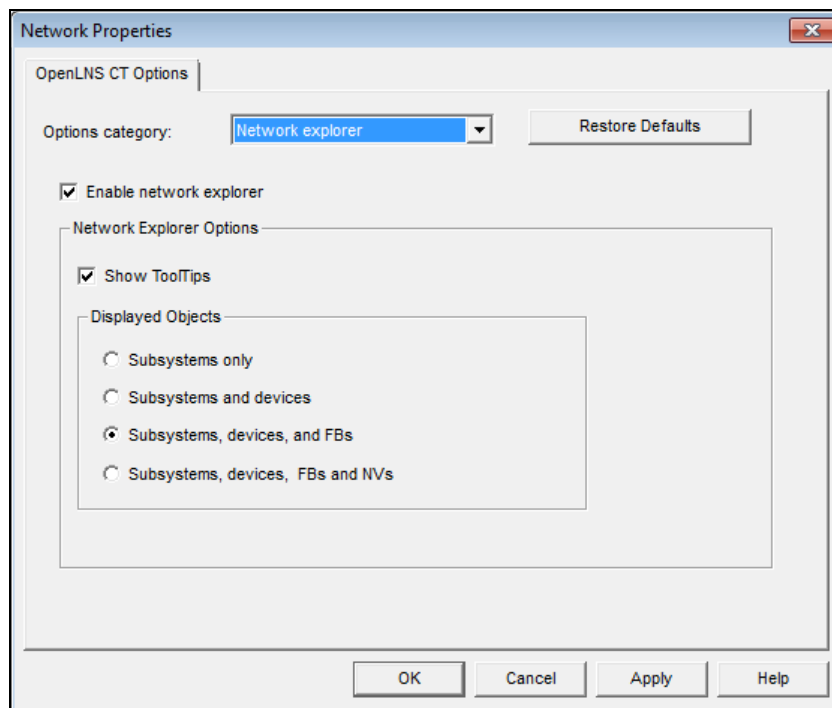 Network Properties
OpenLNS CT Options
Options category: Network explorer Restore Defaults
Enable network explorer
Network Explorer Options
Show ToolTips
Displayed Objects
Subsystems only
Subsystems and devices
Subsystems, devices, and FBs
Subsystems, devices, FBs and NVs
OK Cancel Apply Help